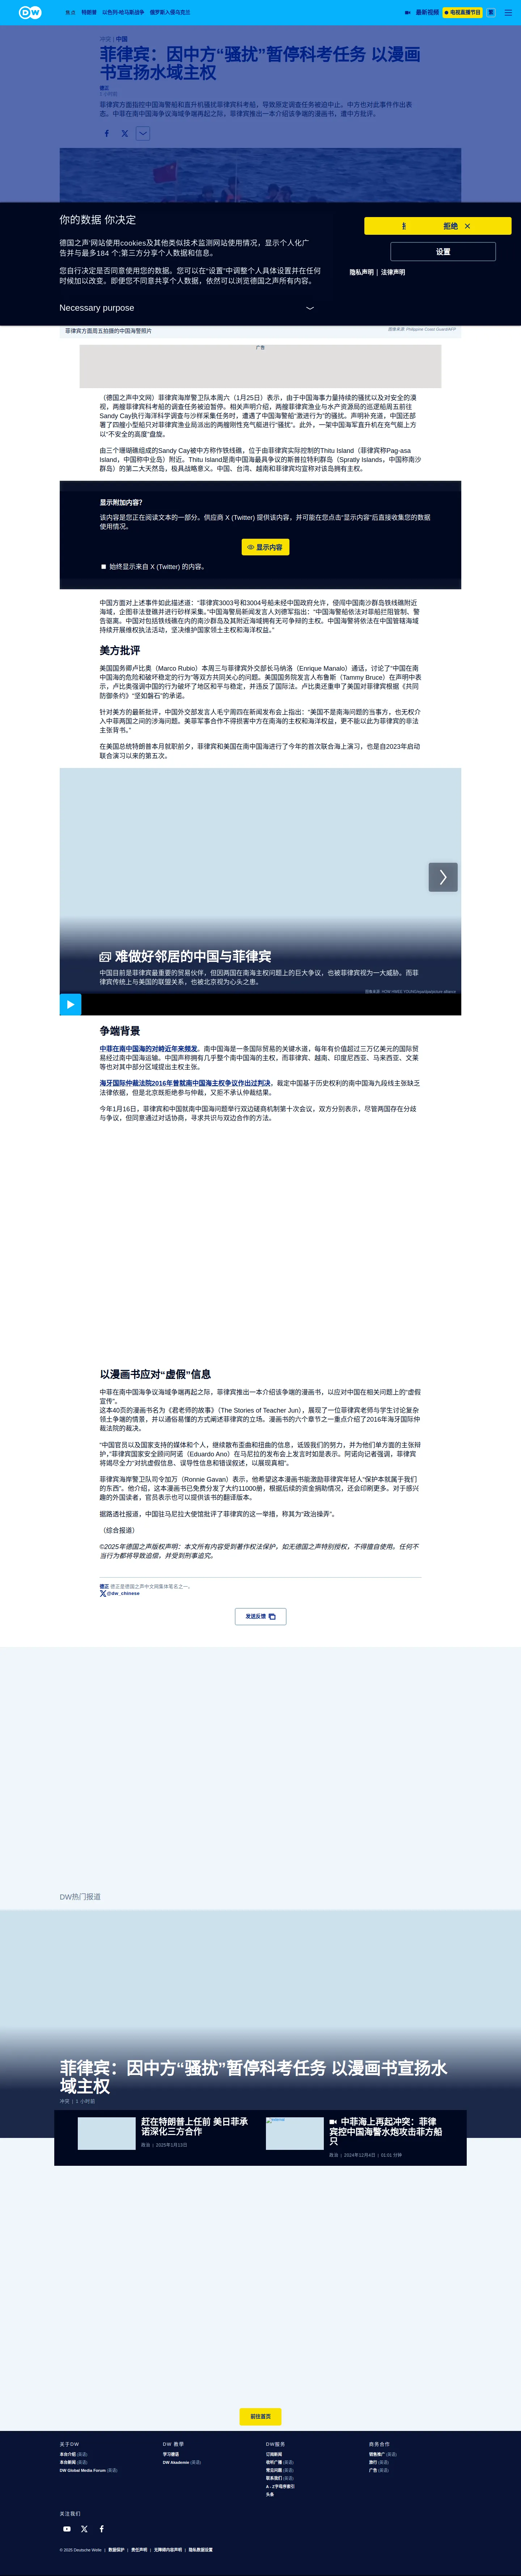 DW
焦点 特朗普 以色列-哈马斯战争 俄罗斯入侵乌克兰
最新视频 电视直播节目 繁
冲突 | 中国
菲律宾：因中方“骚扰”暂停科考任务 以漫画
书宣扬水域主权
德正
1 小时前
菲律宾方面指控中国海警船和直升机骚扰菲律宾科考船，导致原定调查任务被迫中止。中方也对此事件作出表
态。中菲在南中国海争议海域争端再起之际，菲律宾推出一本介绍该争端的漫画书，遭中方批评。
你的数据 你决定
德国之声’网站使用cookies及其他类似技术监测网站使用情况，显示个人化广
告并与最多184 个;第三方分享个人数据和信息。
您自行决定是否同意使用您的数据。您可以在“设置”中调整个人具体设置并在任何
时候加以改变。即便您不同意共享个人数据，依然可以浏览德国之声所有内容。
Necessary purpose
拒绝
设置
隐私声明 | 法律声明
菲律宾方面周五拍摄的中国海警照片
图像来源: Philippine Coast Guard/AFP
广告
（德国之声中文网）菲律宾海岸警卫队本周六（1月25日）表示，由于中国海事力量持续的骚扰以及对安全的漠
视，两艘菲律宾科考船的调查任务被迫暂停。相关声明介绍，两艘菲律宾渔业与水产资源局的巡逻船周五前往
Sandy Cay执行海洋科学调查与沙样采集任务时，遭遇了中国海警船“激进行为”的骚扰。声明补充道，中国还部
署了四艘小型船只对菲律宾渔业局派出的两艘刚性充气艇进行“骚扰”。此外，一架中国海军直升机在充气艇上方
以“不安全的高度”盘旋。
由三个珊瑚礁组成的Sandy Cay被中方称作铁线礁，位于由菲律宾实际控制的Thitu Island（菲律宾称Pag-asa
Island，中国称中业岛）附近。Thitu Island是南中国海最具争议的斯普拉特利群岛（Spratly Islands，中国称南沙
群岛）的第二大天然岛，极具战略意义。中国、台湾、越南和菲律宾均宣称对该岛拥有主权。
显示附加内容?
该内容是您正在阅读文本的一部分。供应商 X (Twitter) 提供该内容，并可能在您点击“显示内容”后直接收集您的数据
使用情况。
显示内容
始终显示来自 X (Twitter) 的内容。
中国方面对上述事件如此描述道：“菲律宾3003号和3004号船未经中国政府允许，侵闯中国南沙群岛铁线礁附近
海域，企图非法登礁并进行砂样采集。”中国海警局新闻发言人刘德军指出：“中国海警船依法对菲船拦阻管制、警
告驱离。中国对包括铁线礁在内的南沙群岛及其附近海域拥有无可争辩的主权。中国海警将依法在中国管辖海域
持续开展维权执法活动，坚决维护国家领土主权和海洋权益。”
美方批评
美国国务卿卢比奥（Marco Rubio）本周三与菲律宾外交部长马纳洛（Enrique Manalo）通话，讨论了“中国在南
中国海的危险和破坏稳定的行为”等双方共同关心的问题。美国国务院发言人布鲁斯（Tammy Bruce）在声明中表
示，卢比奥强调中国的行为破坏了地区和平与稳定，并违反了国际法。卢比奥还重申了美国对菲律宾根据《共同
防御条约》“坚如磐石”的承诺。
针对美方的最新批评，中国外交部发言人毛宁周四在新闻发布会上指出：“美国不是南海问题的当事方，也无权介
入中菲两国之间的涉海问题。美菲军事合作不得损害中方在南海的主权和海洋权益，更不能以此为菲律宾的非法
主张背书。”
在美国总统特朗普本月就职前夕，菲律宾和美国在南中国海进行了今年的首次联合海上演习，也是自2023年启动
联合演习以来的第五次。
难做好邻居的中国与菲律宾
中国目前是菲律宾最重要的贸易伙伴，但因两国在南海主权问题上的巨大争议，也被菲律宾视为一大威胁。而菲
律宾传统上与美国的联盟关系，也被北京视为心头之患。
争端背景
中菲在南中国海的对峙近年来频发。南中国海是一条国际贸易的关键水道，每年有价值超过三万亿美元的国际贸
易经过南中国海运输。中国声称拥有几乎整个南中国海的主权，而菲律宾、越南、印度尼西亚、马来西亚、文莱
等也对其中部分区域提出主权主张。
海牙国际仲裁法院2016年曾就南中国海主权争议作出过判决，裁定中国基于历史权利的南中国海九段线主张缺乏
法律依据，但是北京既拒绝参与仲裁，又拒不承认仲裁结果。
今年1月16日，菲律宾和中国就南中国海问题举行双边磋商机制第十次会议，双方分别表示，尽管两国存在分歧
与争议，但同意通过对话协商，寻求共识与双边合作的方法。
以漫画书应对“虚假”信息
中菲在南中国海争议海域争端再起之际，菲律宾推出一本介绍该争端的漫画书，以应对中国在相关问题上的“虚假
宣传”。
这本40页的漫画书名为《君老师的故事》（The Stories of Teacher Jun），展现了一位菲律宾老师与学生讨论复杂
领土争端的情景，并以通俗易懂的方式阐述菲律宾的立场。漫画书的六个章节之一重点介绍了2016年海牙国际仲
裁法院的裁决。
“中国官员以及国家支持的媒体和个人，继续散布歪曲和扭曲的信息，诋毁我们的努力，并为他们单方面的主张辩
护，”菲律宾国家安全顾问阿诺（Eduardo Ano）在马尼拉的发布会上发言时如是表示。阿诺向记者强调，菲律宾
将竭尽全力“对抗虚假信息、误导性信息和错误叙述，以展现真相”。
菲律宾海岸警卫队司令加万（Ronnie Gavan）表示，他希望这本漫画书能激励菲律宾年轻人“保护本就属于我们
的东西”。他介绍，这本漫画书已免费分发了大约11000册，根据后续的资金捐助情况，还会印刷更多。对于感兴
趣的外国读者，官员表示也可以提供该书的翻译版本。
据路透社报道，中国驻马尼拉大使馆批评了菲律宾的这一举措，称其为“政治操弄”。
（综合报道）
©2025年德国之声版权声明：本文所有内容受到著作权法保护，如无德国之声特别授权，不得擅自使用。任何不
当行为都将导致追偿，并受到刑事追究。
德正 德正是德国之声中文网集体笔名之一。
@dw_chinese
发送反馈
DW热门报道
菲律宾：因中方“骚扰”暂停科考任务 以漫画书宣扬水
域主权
冲突 | 1 小时前
赶在特朗普上任前 美日菲承
诺深化三方合作
政治 | 2025年1月13日
中菲海上再起冲突：菲律
宾控中国海警水炮攻击菲方船
只
政治 | 2024年12月4日 | 01:01 分钟
前往首页
关于DW DW 教學 DW服务 商务合作
本台介绍 (英语) 学习德语 订阅新闻 销售推广 (英语)
本台新闻 (英语) DW Akademie (英语) 收听广播 (英语) 旅行 (英语)
DW Global Media Forum (英语) 常见问题 (英语) 广告 (英语)
联系我们 (英语)
A - Z字母序索引
头条
关注我们
© 2025 Deutsche Welle | 数据保护 | 责任声明 | 无障碍内容声明 | 隐私数据设置